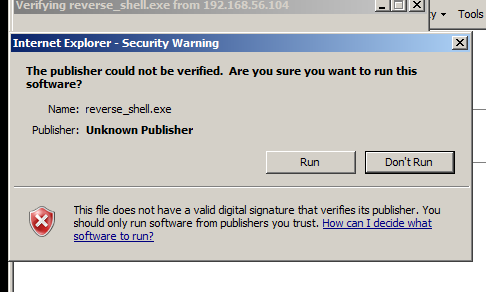 Verifying reverse_shell.exe from 192.168.56.104
Tools
Internet Explorer - Security Warning
The publisher could not be verified. Are you sure you want to run this
software?
Name: reverse_shell.exe
Publisher: Unknown Publisher
Run Don't Run
This file does not have a valid digital signature that verifies its publisher. You
should only run software from publishers you trust. How can I decide what
software to run?